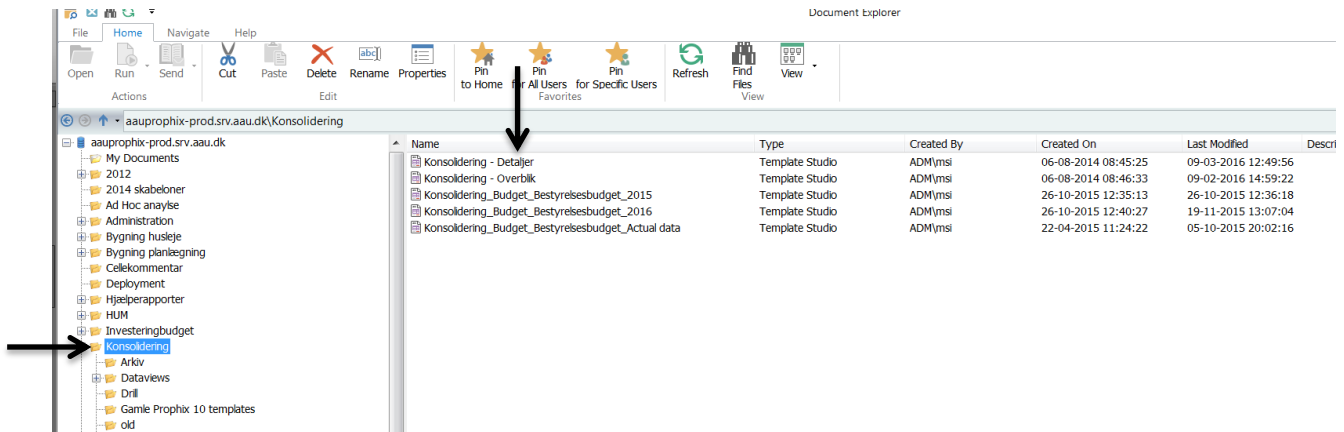 Document Explorer
File Home Navigate Help
Open Run Send Cut Paste Delete Rename Properties Pin to Home Pin for All Users Pin for Specific Users Refresh Find Files View
Actions Edit Favorites View
aauprophix-prod.srv.aau.dk\Konsolidering
aauprophix-prod.srv.aau.dk
My Documents
2012
2014 skabeloner
Ad Hoc anaylse
Administration
Bygning husleje
Bygning planlægning
Cellekommentar
Deployment
Hjælperapporter
HUM
Investeringbudget
Konsolidering
Arkiv
Dataviews
Drill
Gamle Prophix 10 templates
old
Name Type Created By Created On Last Modified Descri
Konsolidering - Detaljer Template Studio ADM\msi 06-08-2014 08:45:25 09-03-2016 12:49:56
Konsolidering - Overblik Template Studio ADM\msi 06-08-2014 08:46:33 09-02-2016 14:59:22
Konsolidering_Budget_Bestyrelsesbudget_2015 Template Studio ADM\msi 26-10-2015 12:35:13 26-10-2015 12:36:18
Konsolidering_Budget_Bestyrelsesbudget_2016 Template Studio ADM\msi 26-10-2015 12:40:27 19-11-2015 13:07:04
Konsolidering_Budget_Bestyrelsesbudget_Actual data Template Studio ADM\msi 22-04-2015 11:24:22 05-10-2015 20:02:16